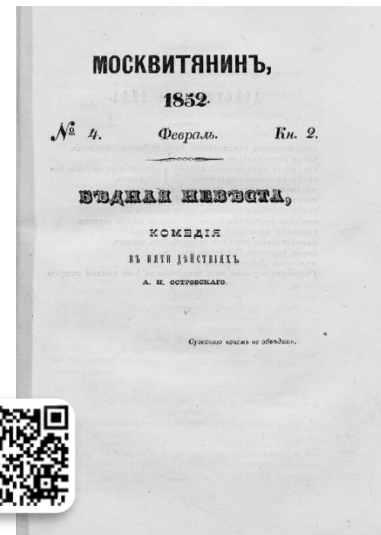 МОСКВИТЯНИНЪ,
1852.
№ 4. Февраль. Кн. 2.
БѢДНАЯ НЕВѢСТА,
КОМЕДІЯ
ВЪ ПЯТИ ДѢЙСТВІЯХЪ
А. Н. ОСТРОВСКАГО.
Суженаго конемъ не объѣдешь.